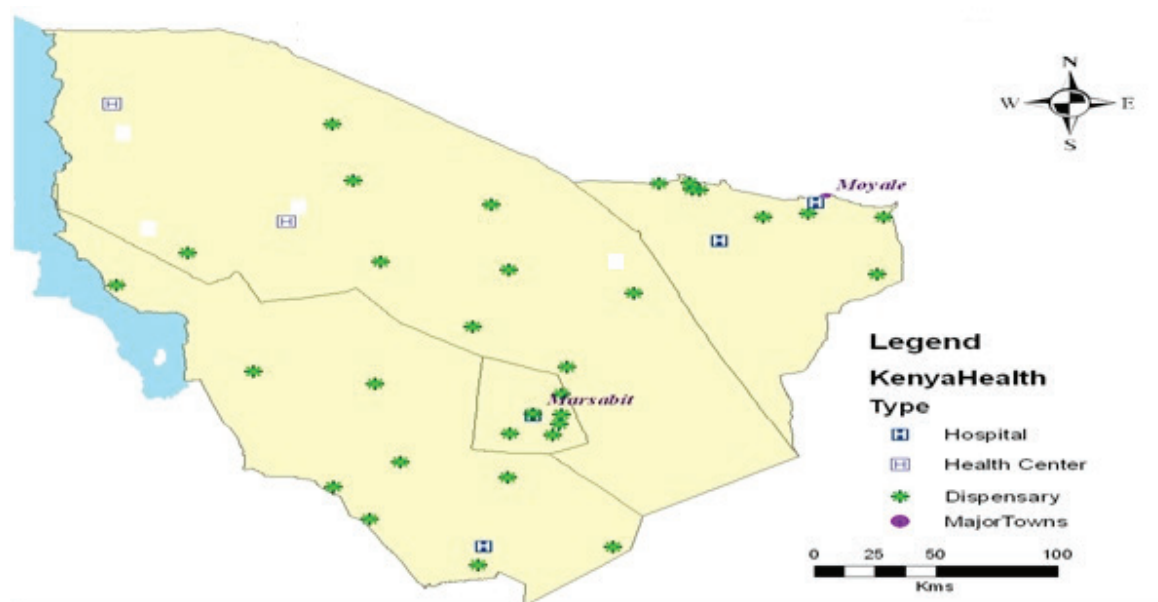 N
W E
S
Moyale
Marsabit
Legend
KenyaHealth
Type
H Hospital
H Health Center
Dispensary
MajorTowns
0 25 50 100
Kms